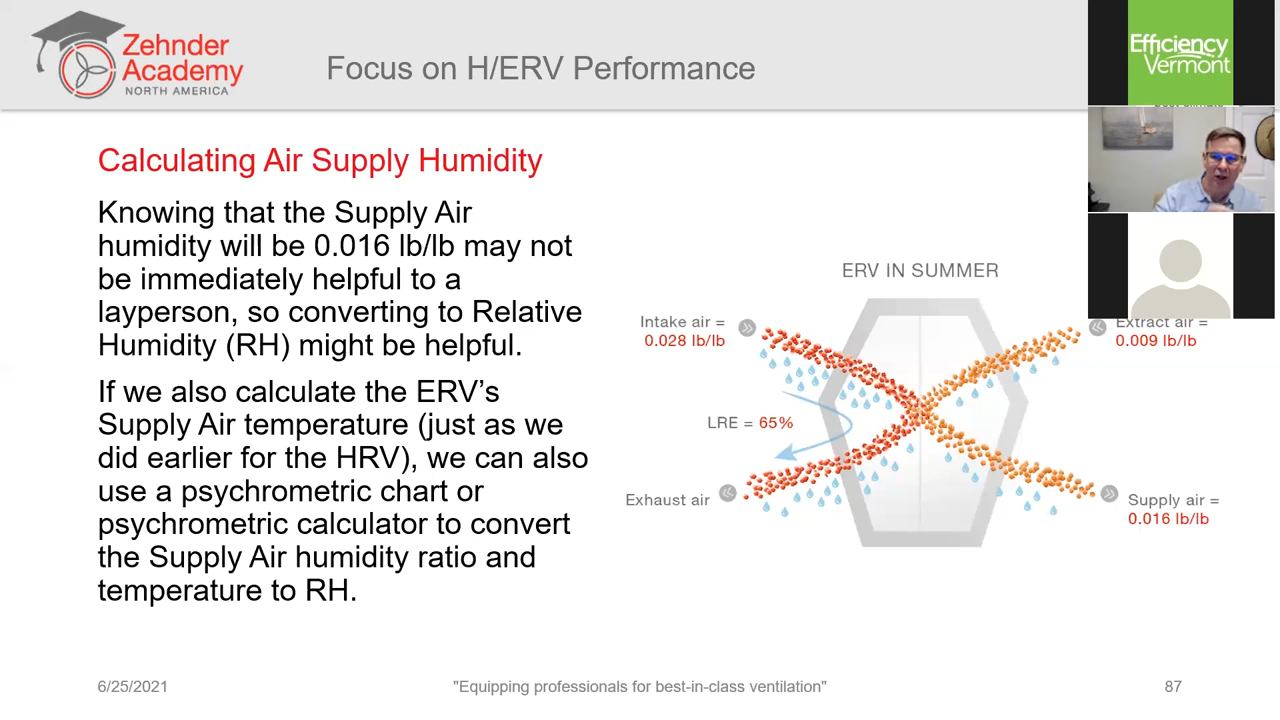 Zehnder
Academy
NORTH AMERICA
Focus on H/ERV Performance
Efficiency
Vermont
Calculating Air Supply Humidity
Knowing that the Supply Air
humidity will be 0.016 lb/lb may not
be immediately helpful to a
layperson, so converting to Relative
Humidity (RH) might be helpful.
If we also calculate the ERV’s
Supply Air temperature (just as we
did earlier for the HRV), we can also
use a psychrometric chart or
psychrometric calculator to convert
the Supply Air humidity ratio and
temperature to RH.
ERV IN SUMMER
Intake air =
0.028 lb/lb
Extract air =
0.009 lb/lb
LRE = 65%
Exhaust air
Supply air =
0.016 lb/lb
6/25/2021
"Equipping professionals for best-in-class ventilation"
87